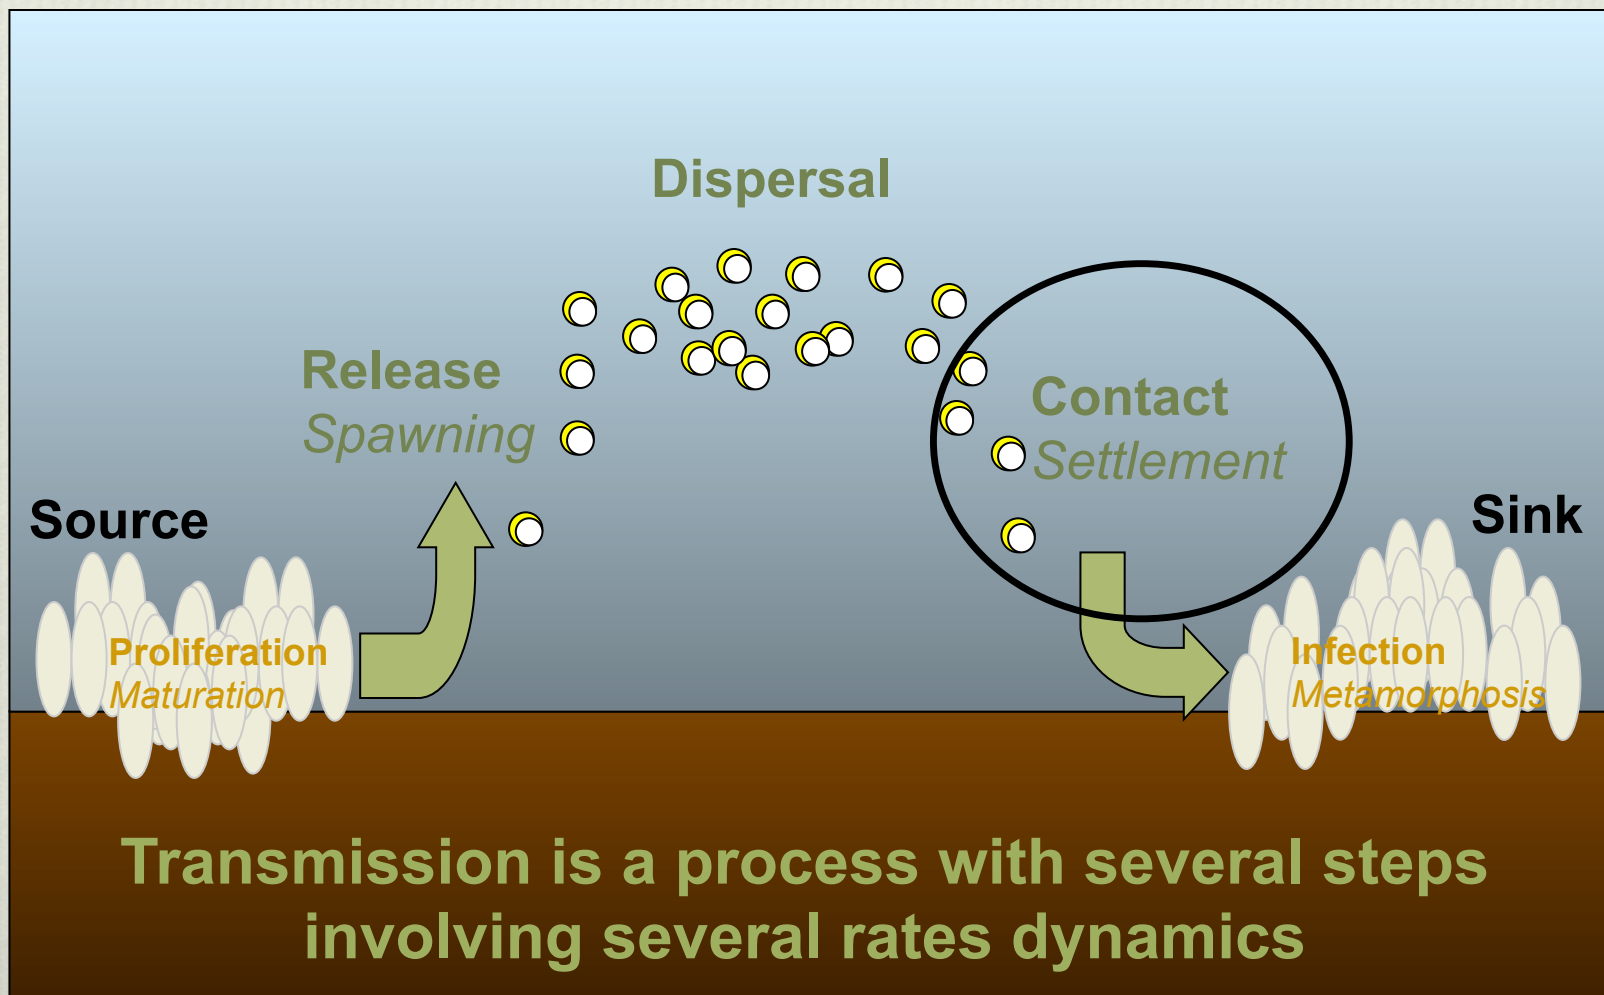 Dispersal
Release
Spawning
Contact
Settlement
Source
Sink
Proliferation
Maturation
Infection
Metamorphosis
Transmission is a process with several steps
involving several rates dynamics